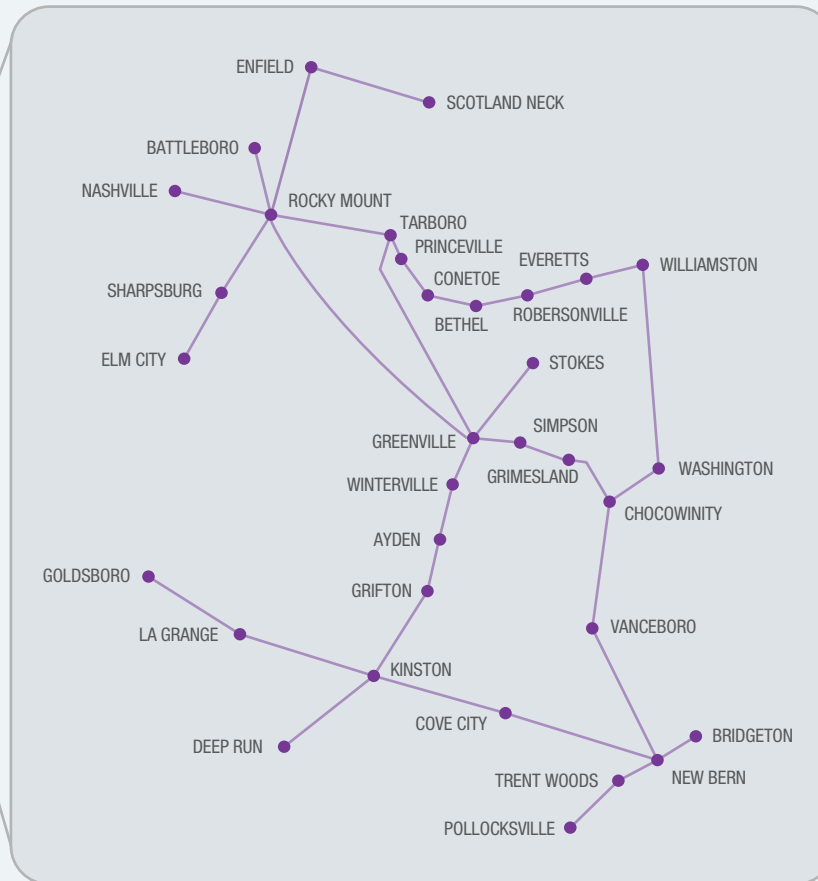 ENFIELD
SCOTLAND NECK
BATTLEBORO
NASHVILLE
ROCKY MOUNT
TARBORO
PRINCEVILLE
EVERETTS
WILLIAMSTON
CONETOE
SHARPSBURG
BETHEL
ROBERSONVILLE
ELM CITY
STOKES
SIMPSON
GREENVILLE
GRIMESLAND
WASHINGTON
WINTERVILLE
CHOCOWINITY
AYDEN
GOLDSBORO
GRIFTON
LA GRANGE
VANCEBORO
KINSTON
COVE CITY
BRIDGETON
DEEP RUN
NEW BERN
TRENT WOODS
POLLOCKSVILLE